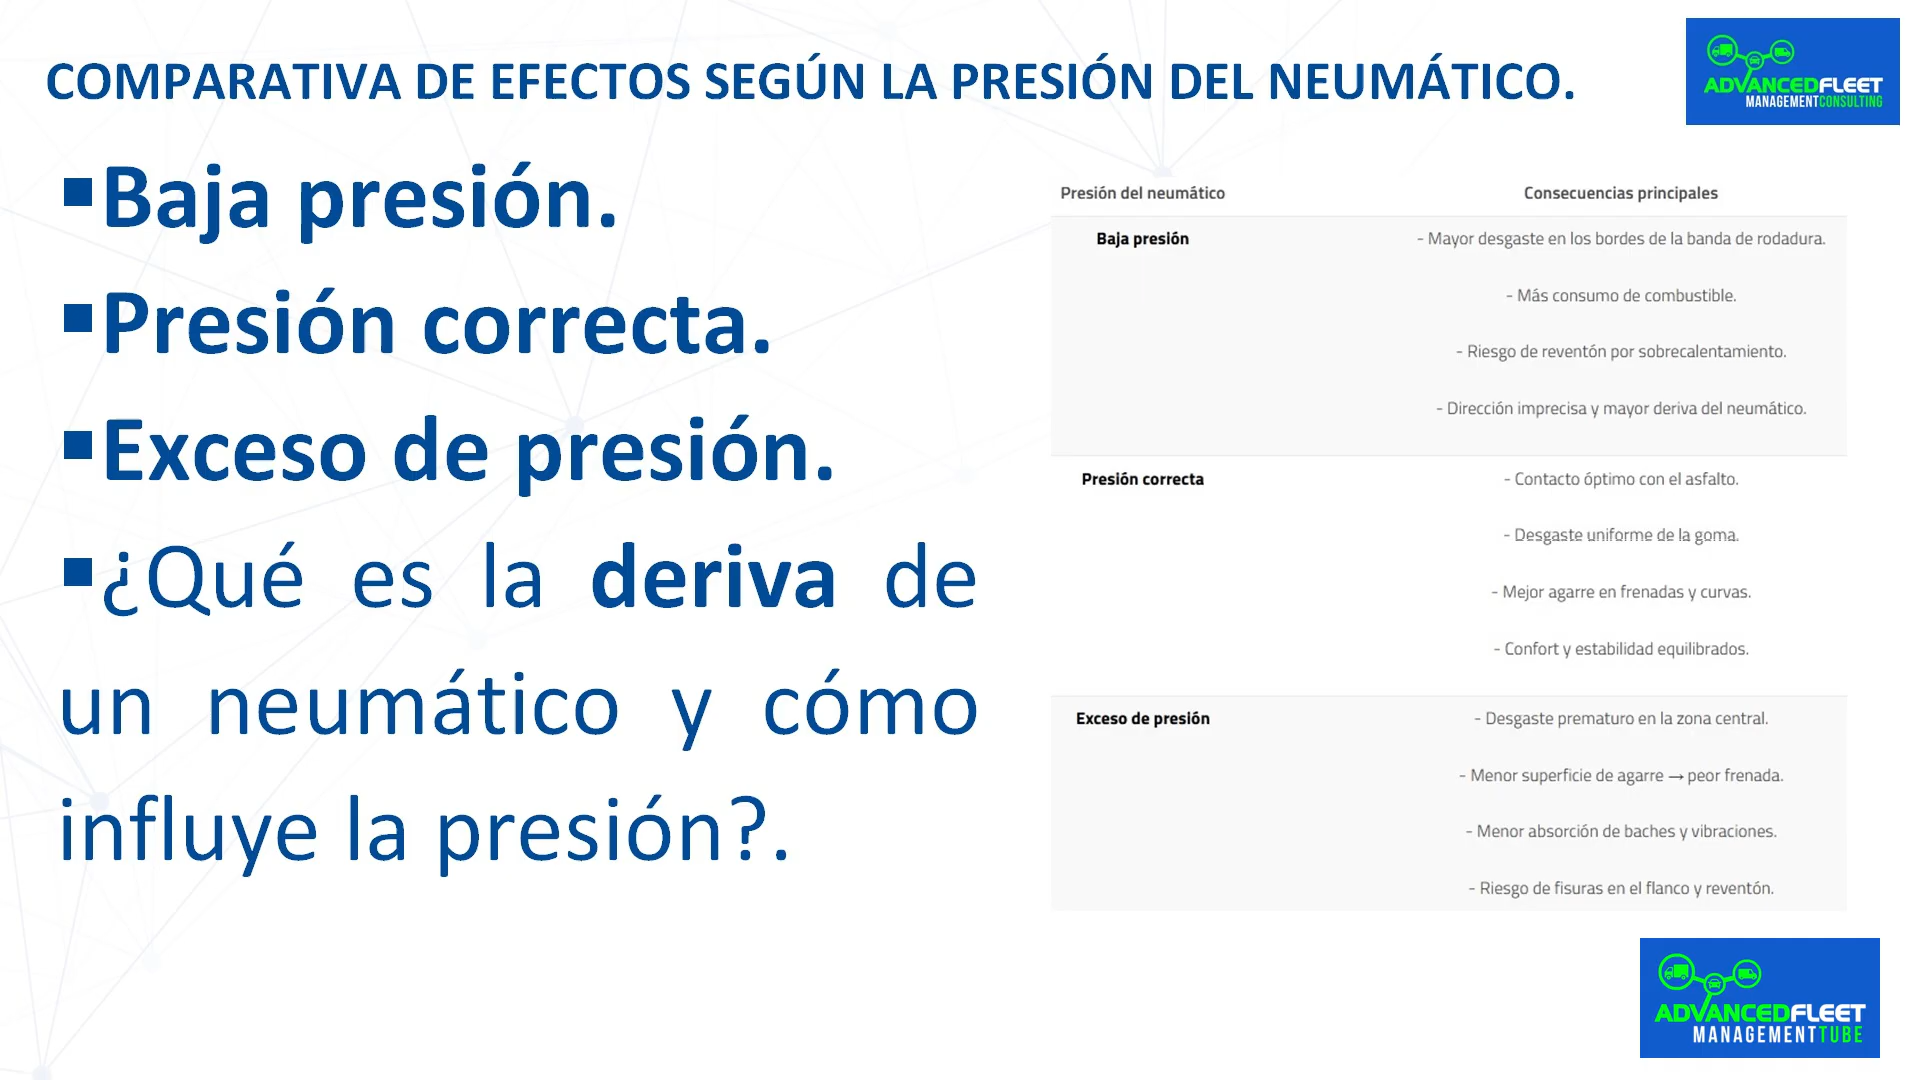 COMPARATIVA DE EFECTOS SEGÚN LA PRESIÓN DEL NEUMÁTICO.
ADVANCEDFLEET
MANAGEMENTCONSULTING
▪Baja presión.
▪Presión correcta.
▪Exceso de presión.
▪¿Qué es la deriva de
un neumático y cómo
influye la presión?.
Presión del neumático Consecuencias principales
Baja presión - Mayor desgaste en los bordes de la banda de rodadura.
- Más consumo de combustible.
- Riesgo de reventón por sobrecalentamiento.
- Dirección imprecisa y mayor deriva del neumático.
Presión correcta - Contacto óptimo con el asfalto.
- Desgaste uniforme de la goma.
- Mejor agarre en frenadas y curvas.
- Confort y estabilidad equilibrados.
Exceso de presión - Desgaste prematuro en la zona central.
- Menor superficie de agarre → peor frenada.
- Menor absorción de baches y vibraciones.
- Riesgo de fisuras en el flanco y reventón.
ADVANCEDFLEET
MANAGEMENTTUBE